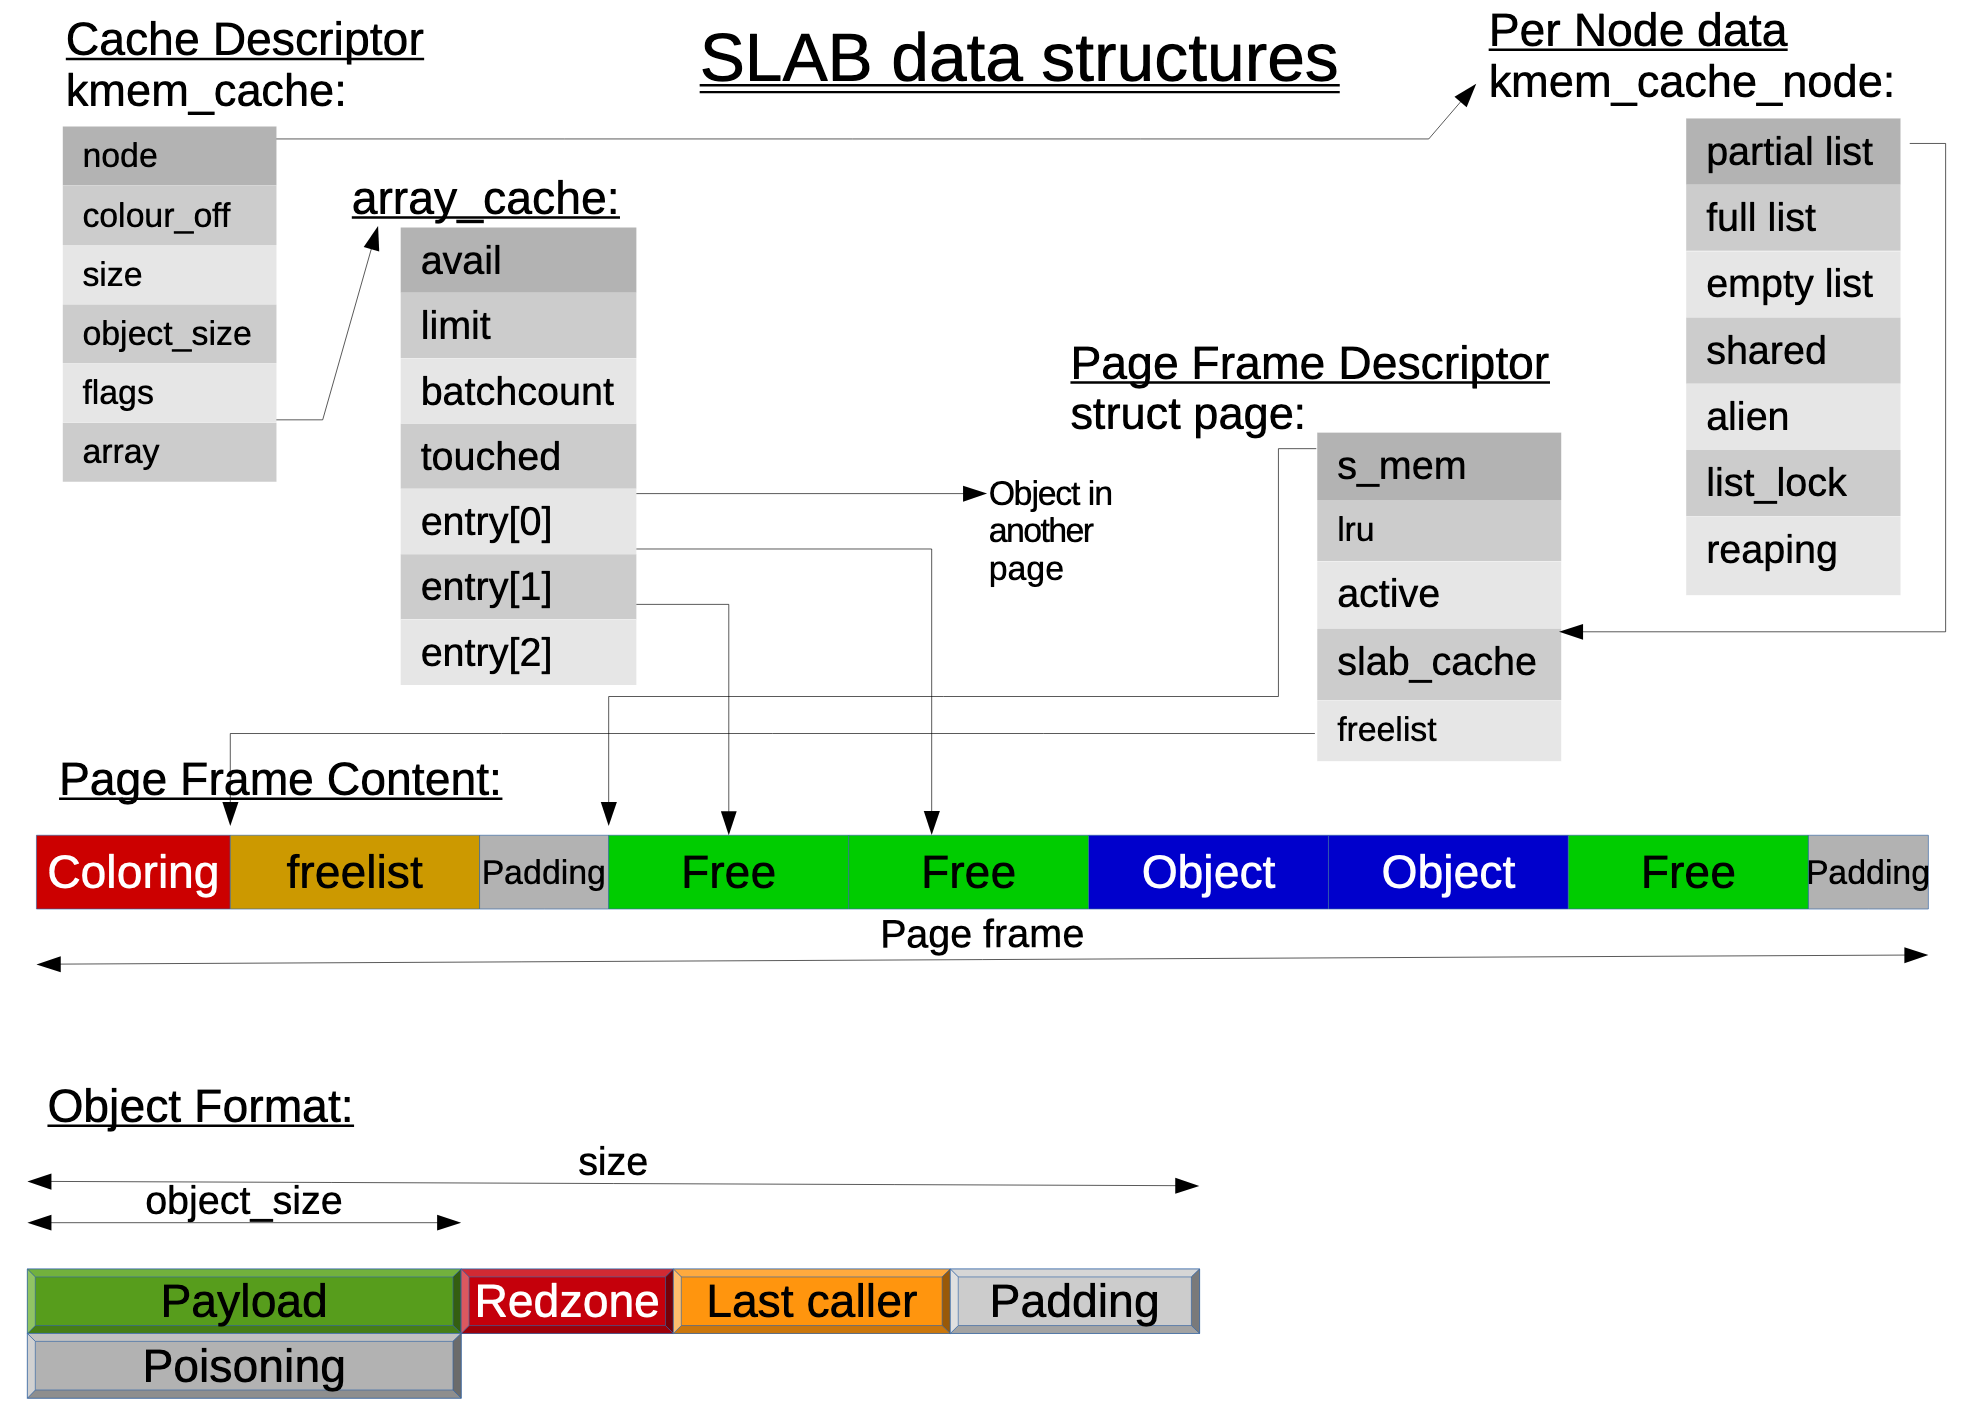 SLAB data structures
Cache Descriptor
kmem_cache:
node
colour_off
size
object_size
flags
array
array_cache:
avail
limit
batchcount
touched
entry[0]
entry[1]
entry[2]
Object in
another
page
Per Node data
kmem_cache_node:
partial list
full list
empty list
shared
alien
list_lock
reaping
Page Frame Descriptor
struct page:
s_mem
lru
active
slab_cache
freelist
Page Frame Content:
Coloring freelist Padding Free Free Object Object Free Padding
Page frame
Object Format:
size
object_size
Payload Redzone Last caller Padding
Poisoning